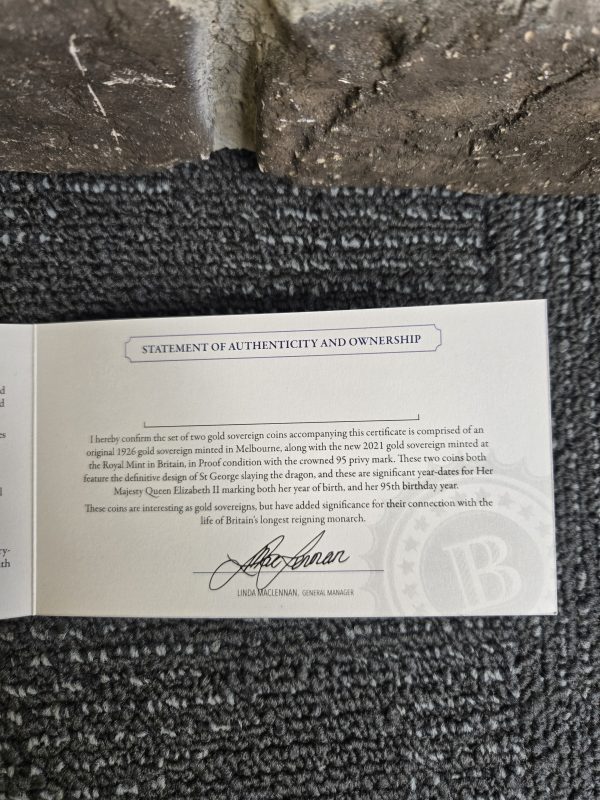 STATEMENT OF AUTHENTICITY AND OWNERSHIP
I hereby confirm the set of two gold sovereign coins accompanying this certificate is comprised of an
original 1926 gold sovereign minted in Melbourne, along with the new 2021 gold sovereign minted at
the Royal Mint in Britain, in Proof condition with the crowned 95 privy mark. These two coins both
feature the definitive design of St George slaying the dragon, and these are significant year-dates for Her
Majesty Queen Elizabeth II marking both her year of birth, and her 95th birthday year.
These coins are interesting as gold sovereigns, but have added significance for their connection with the
life of Britain's longest reigning monarch.
LINDA MACLENNAN, GENERAL MANAGER
B